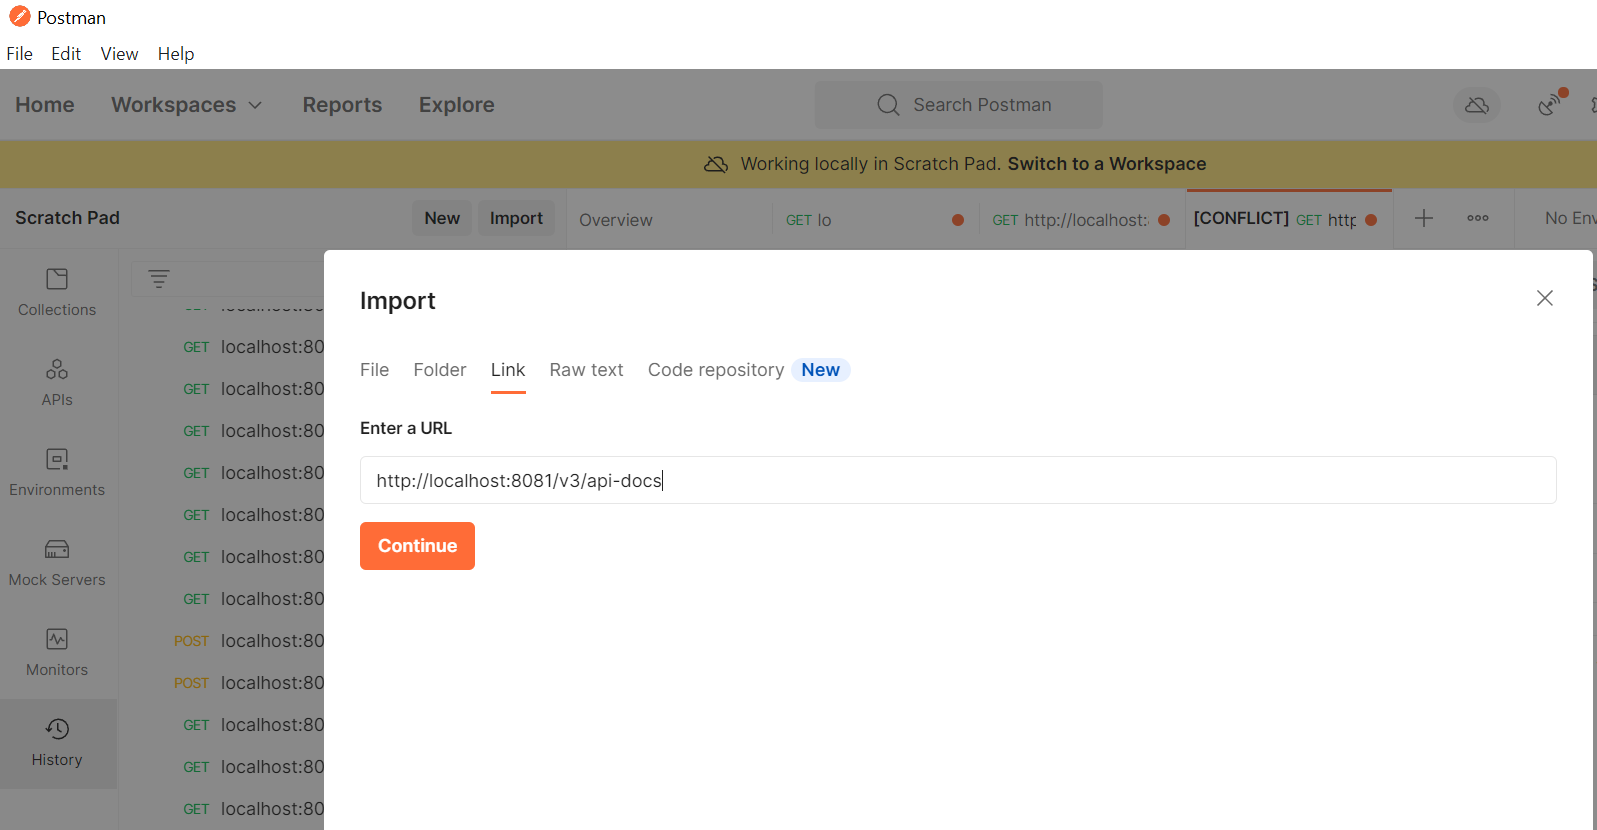 Postman
File Edit View Help
Home Workspaces Reports Explore Search Postman
Working locally in Scratch Pad. Switch to a Workspace
Scratch Pad New Import Overview GET lo GET http://localhost: [CONFLICT] GET http No Env
Import
File Folder Link Raw text Code repository New
Enter a URL
http://localhost:8081/v3/api-docs
Continue
Collections
APIs
Environments
Mock Servers
Monitors
History
GET localhost:80
GET localhost:80
GET localhost:80
GET localhost:80
GET localhost:80
GET localhost:80
GET localhost:80
POST localhost:80
POST localhost:80
GET localhost:80
GET localhost:80
GET localhost:80